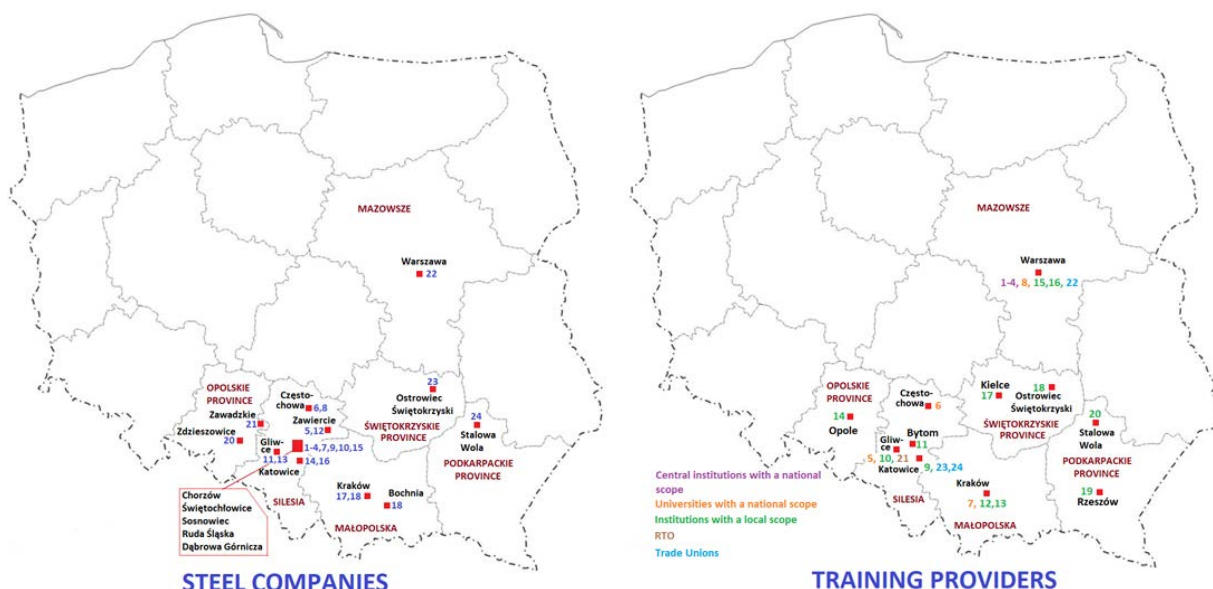 MAZOWSZE
Warszawa
22
OPOLSKIE
PROVINCE
Zawadzkie
21
Zdzieszowice
20
Często-
chowa
6,8
Zawiercie
5,12
Gliw-
ce
11,13
1-4,7,9,10,15
14,16
Katowice
SILESIA
23
Ostrowiec
Świętokrzyski
ŚWIĘTOKRZYSKIE
PROVINCE
24
Stalowa
Wola
PODKARPACKIE
PROVINCE
Kraków
17,18
Bochnia
18
MAŁOPOLSKA
Chorzów
Świętochłowice
Sosnowiec
Ruda Śląska
Dąbrowa Górnicza
STEEL COMPANIES
MAZOWSZE
Warszawa
1-4, 8, 15,16, 22
OPOLSKIE
PROVINCE
14
Opole
Często-
chowa
6
Bytom
11
Gliw-
ce
5, 10, 21
Katowice
9, 23,24
SILESIA
Kielce
17
18
Ostrowiec
Świętokrzyski
ŚWIĘTOKRZYSKIE
PROVINCE
20
Stalowa
Wola
PODKARPACKIE
PROVINCE
19
Rzeszów
Kraków
7, 12,13
MAŁOPOLSKA
Central institutions with a national
scope
Universities with a national scope
Institutions with a local scope
RTO
Trade Unions
TRAINING PROVIDERS